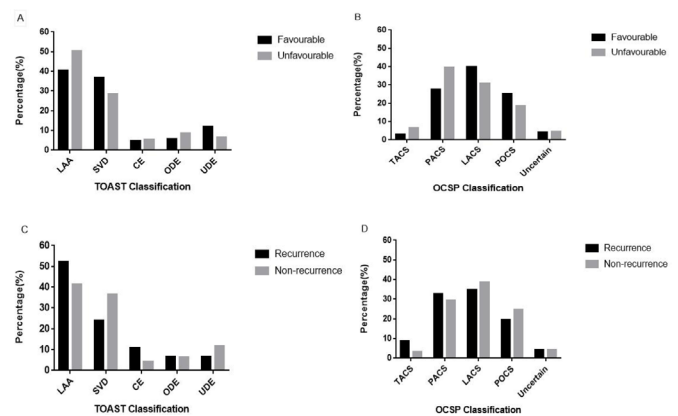 A
Favourable
Unfavourable
Percentage(%)
60
50
40
30
20
10
0
LAA
SVD
CE
ODE
UDE
TOAST Classification
B
Favourable
Unfavourable
Percentage(%)
60
50
40
30
20
10
0
TACS
PACS
LACS
POCS
Uncertain
OCSP Classification
C
Recurrence
Non-recurrence
Percentage(%)
60
50
40
30
20
10
0
LAA
SVD
CE
ODE
UDE
TOAST Classification
D
Recurrence
Non-recurrence
Percentage(%)
60
50
40
30
20
10
0
TACS
PACS
LACS
POCS
Uncertain
OCSP Classification